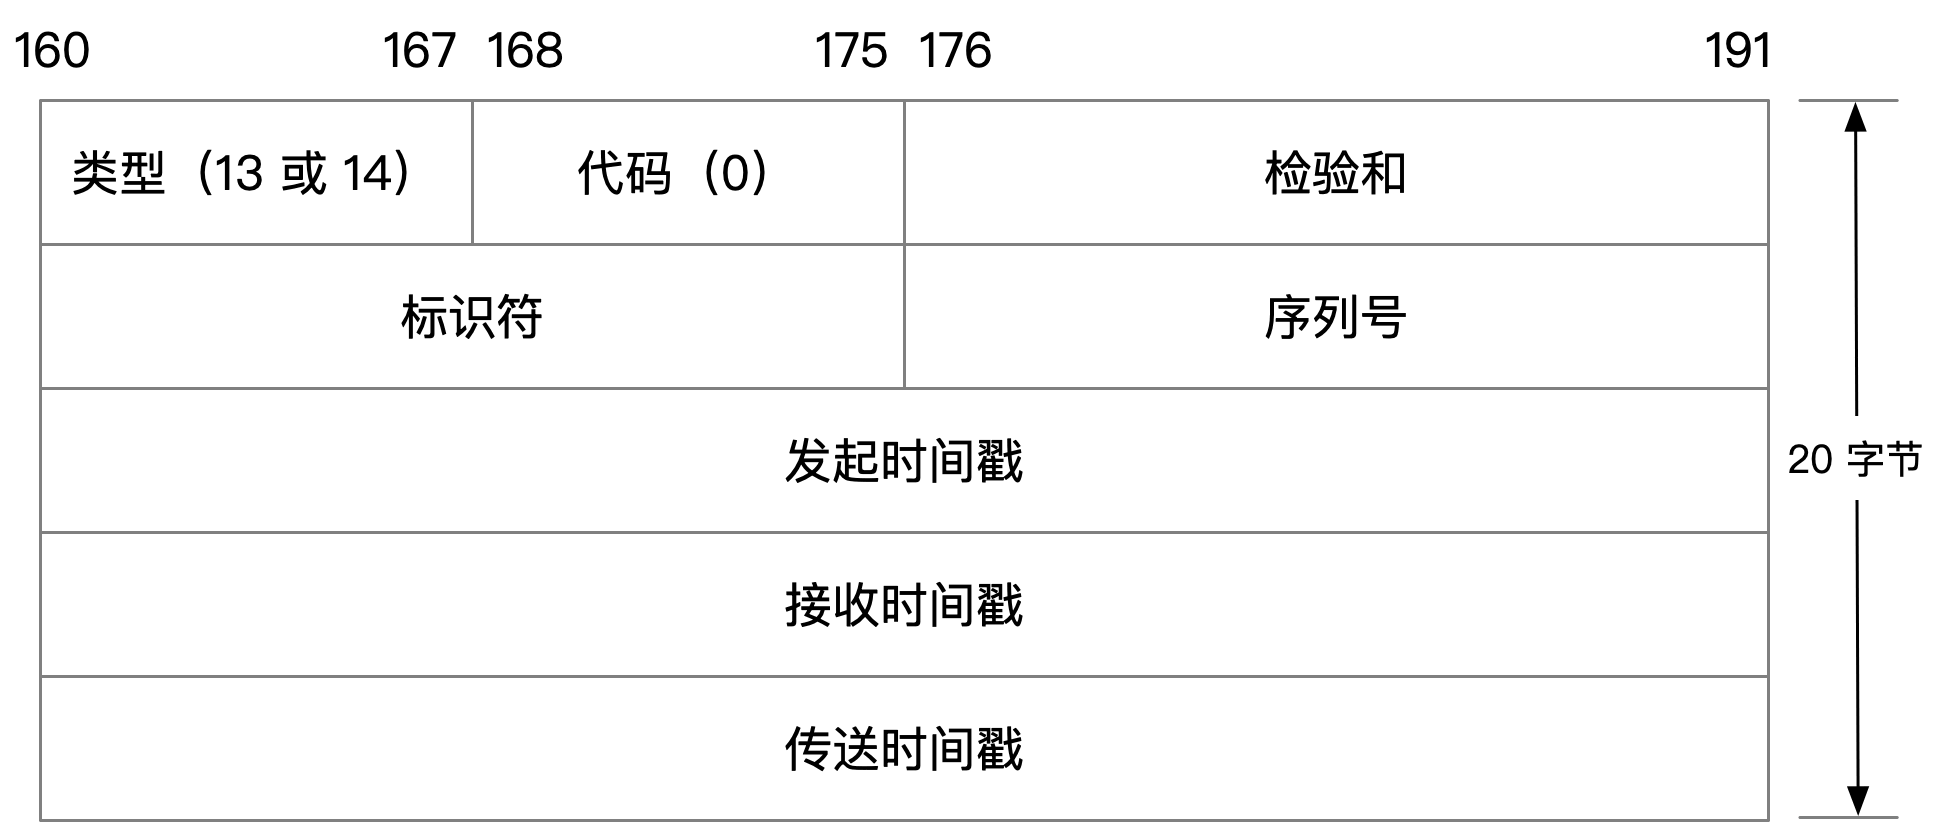 160 167 168 175 176 191
类型（13 或 14） 代码（0） 检验和
标识符 序列号
发起时间戳
20 字节
接收时间戳
传送时间戳